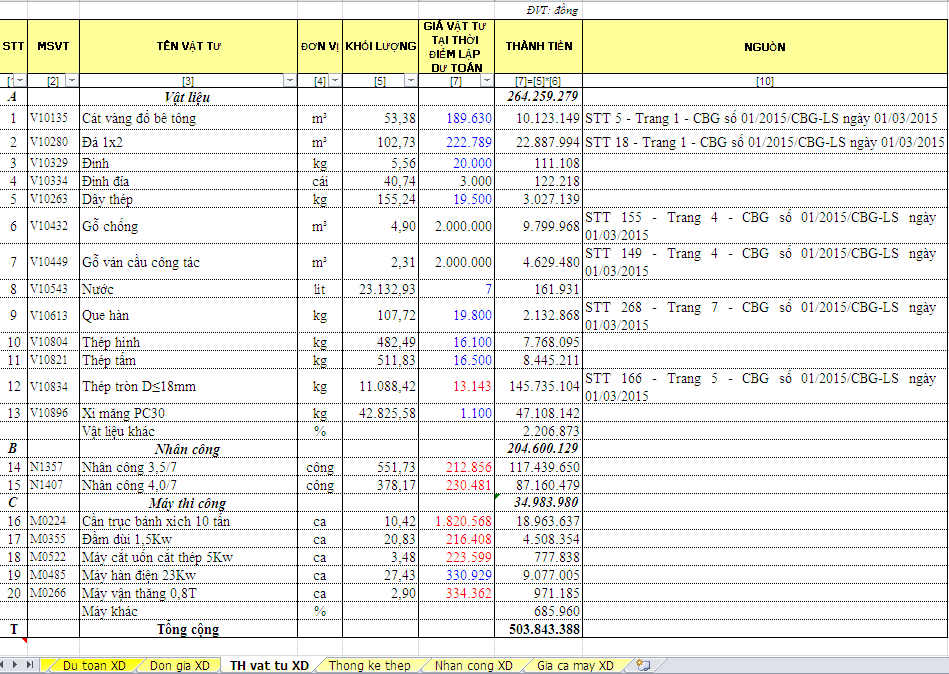 ĐVT: đồng
STT MSVT TÊN VẬT TƯ ĐƠN VỊ KHỐI LƯỢNG GIÁ VẬT TƯ TẠI THỜI ĐIỂM LẬP DỰ TOÁN THÀNH TIỀN NGUỒN
[1 [2] [3] [4] [5] [7] [7]=[5]*[6] [10]
A Vật liệu 264.259.279
1 V10135 Cát vàng đổ bê tông m³ 53,38 189.630 10.123.149 STT 5 - Trang 1 - CBG số 01/2015/CBG-LS ngày 01/03/2015
2 V10280 Đá 1x2 m³ 102,73 222.789 22.887.994 STT 18 - Trang 1 - CBG số 01/2015/CBG-LS ngày 01/03/2015
3 V10329 Đinh kg 5,56 20.000 111.108
4 V10334 Đinh đỉa cái 40,74 3.000 122.218
5 V10263 Dây thép kg 155,24 19.500 3.027.139
6 V10432 Gỗ chống m³ 4,90 2.000.000 9.799.968 STT 155 - Trang 4 - CBG số 01/2015/CBG-LS ngày
01/03/2015
7 V10449 Gỗ ván cầu công tác m³ 2,31 2.000.000 4.629.480 STT 149 - Trang 4 - CBG số 01/2015/CBG-LS ngày
01/03/2015
8 V10543 Nước lít 23.132,93 7 161.931
9 V10613 Que hàn kg 107,72 19.800 2.132.868 STT 268 - Trang 7 - CBG số 01/2015/CBG-LS ngày
01/03/2015
10 V10804 Thép hình kg 482,49 16.100 7.768.095
11 V10821 Thép tấm kg 511,83 16.500 8.445.211
12 V10834 Thép tròn D≤18mm kg 11.088,42 13.143 145.735.104 STT 166 - Trang 5 - CBG số 01/2015/CBG-LS ngày
01/03/2015
13 V10896 Xi măng PC30 kg 42.825,58 1.100 47.108.142
Vật liệu khác % 2.206.873
B Nhân công 204.600.129
14 N1357 Nhân công 3,5/7 công 551,73 212.856 117.439.650
15 N1407 Nhân công 4,0/7 công 378,17 230.481 87.160.479
C Máy thi công 34.983.980
16 M0224 Cần trục bánh xích 10 tấn ca 10,42 1.820.568 18.963.637
17 M0355 Đầm dùi 1,5Kw ca 20,83 216.408 4.508.354
18 M0522 Máy cắt uốn cắt thép 5Kw ca 3,48 223.599 777.838
19 M0485 Máy hàn điện 23Kw ca 27,43 330.929 9.077.005
20 M0266 Máy vận thăng 0,8T ca 2,90 334.362 971.185
Máy khác % 685.960
T Tổng cộng 503.843.388
Du toan XD Don gia XD TH vat tu XD Thong ke thep Nhan cong XD Gia ca may XD